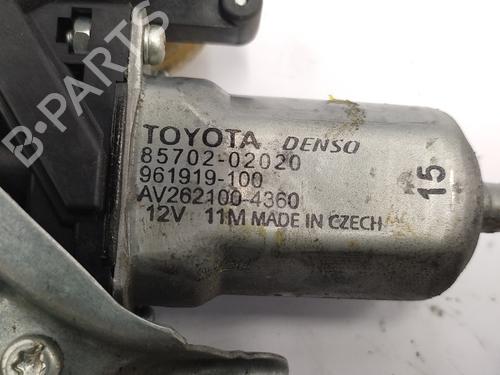 B-PARTS
TOYOTA DENSO
85702-02020
961919-100
AV262100-4360
12V 11M MADE IN CZECH
15